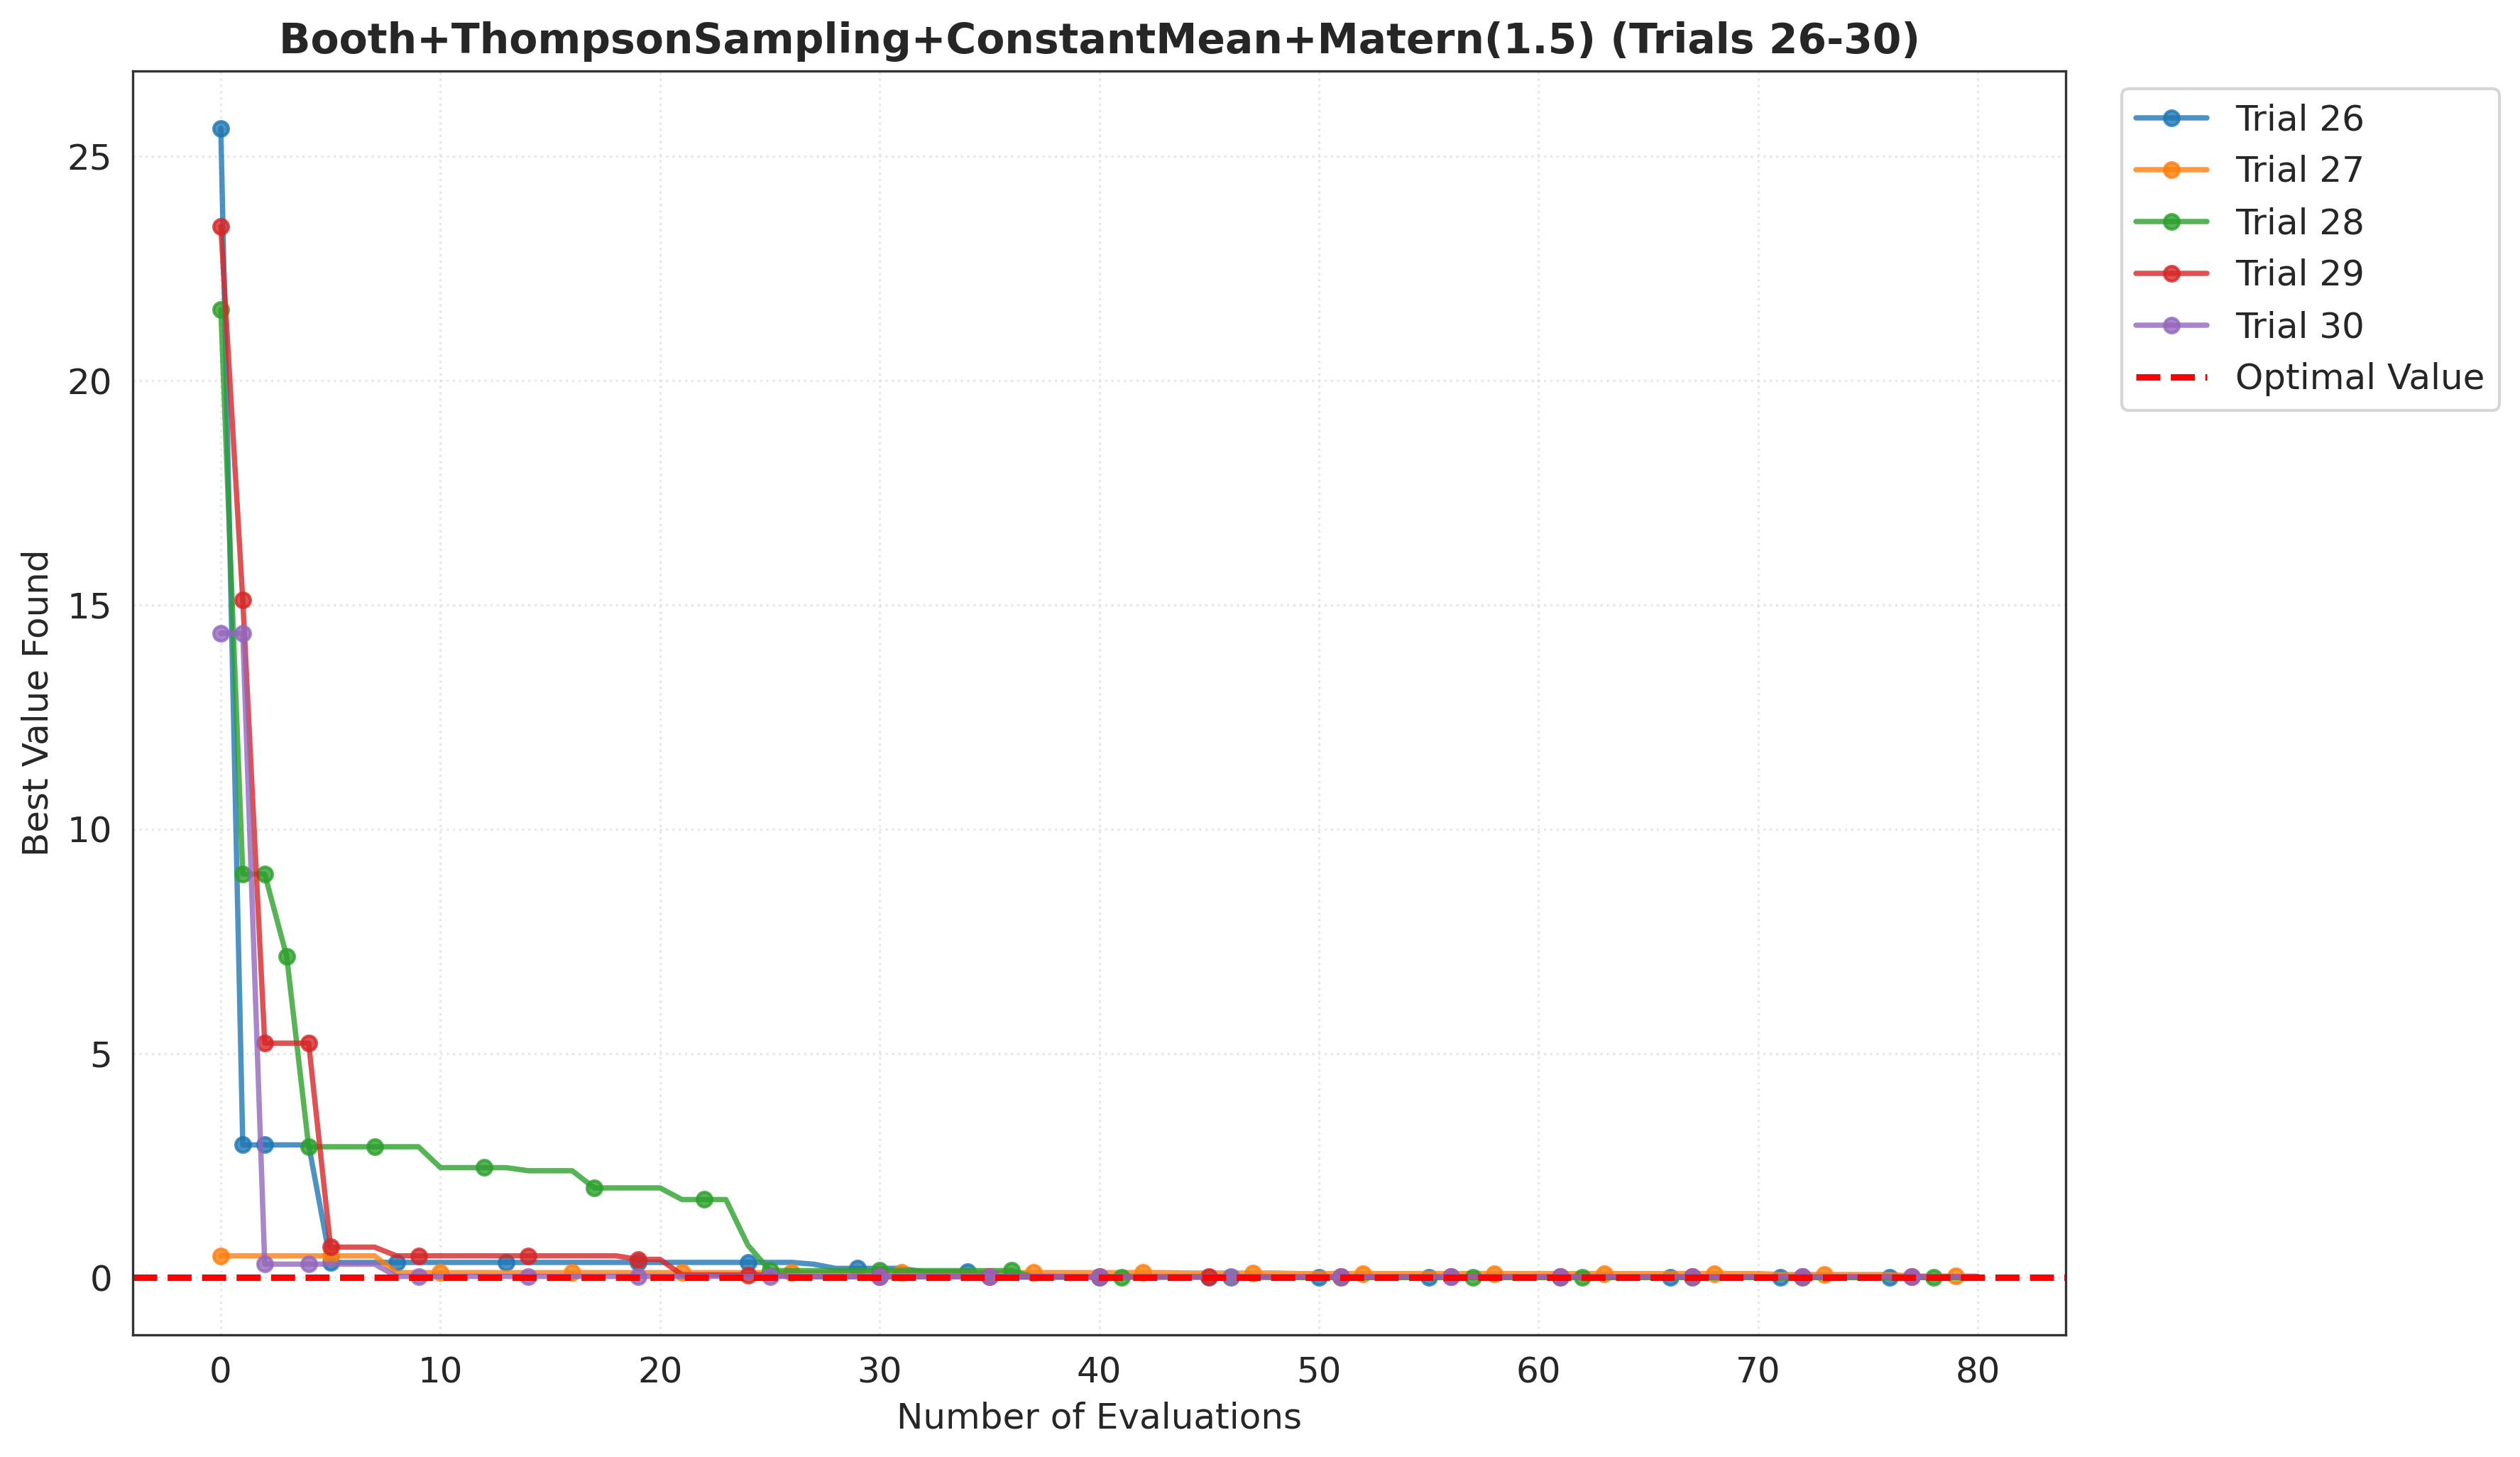 Booth+ThompsonSampling+ConstantMean+Matern(1.5) (Trials 26-30)
Best Value Found
25
20
15
10
5
0
0 10 20 30 40 50 60 70 80
Number of Evaluations
Trial 26
Trial 27
Trial 28
Trial 29
Trial 30
Optimal Value